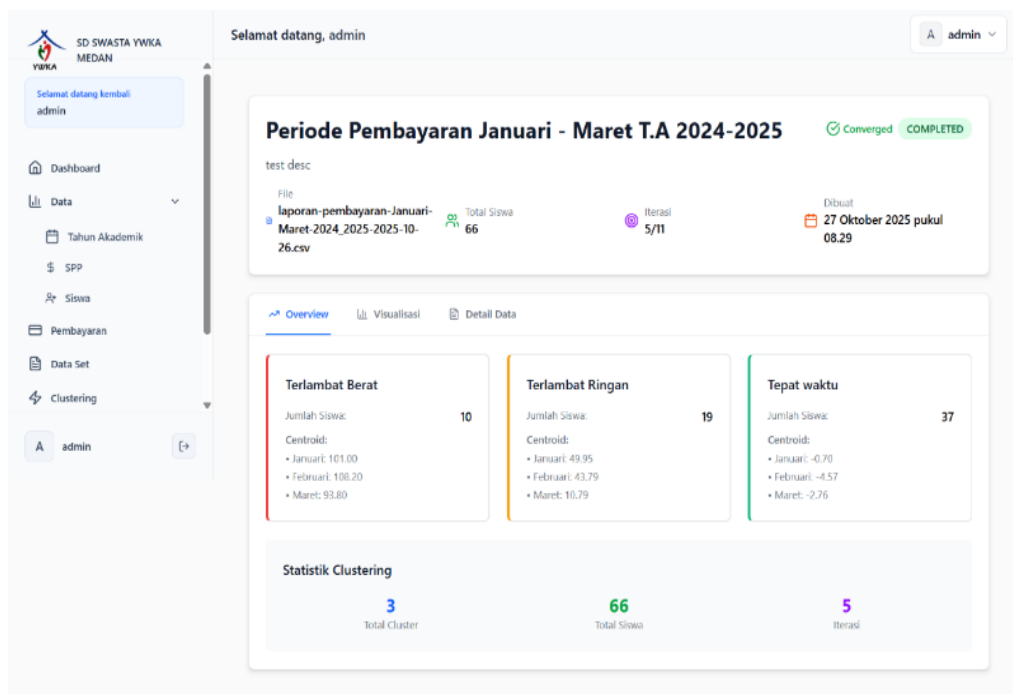 SD SWASTA YWKA
MEDAN
YWKA
Selamat datang kembali
admin
Dashboard
Data
Tahun Akademik
$ SPP
Siswa
Pembayaran
Data Set
Clustering
A admin
Selamat datang, admin
A admin
Periode Pembayaran Januari - Maret T.A 2024-2025
Converged COMPLETED
test desc
File
laporan-pembayaran-Januari-
Maret-2024_2025-2025-10-
26.csv
Total Siswa
66
Iterasi
5/11
Dibuat
27 Oktober 2025 pukul
08.29
Overview Visualisasi Detail Data
Terlambat Berat
Jumlah Siswa: 10
Centroid:
• Januari: 101.00
• Februari: 108.20
• Maret: 93.80
Terlambat Ringan
Jumlah Siswa: 19
Centroid:
• Januari: 49.95
• Februari: 43.79
• Maret: 10.79
Tepat waktu
Jumlah Siswa: 37
Centroid:
• Januari: -0.70
• Februari: -4.57
• Maret: -2.76
Statistik Clustering
3
Total Cluster
66
Total Siswa
5
Iterasi